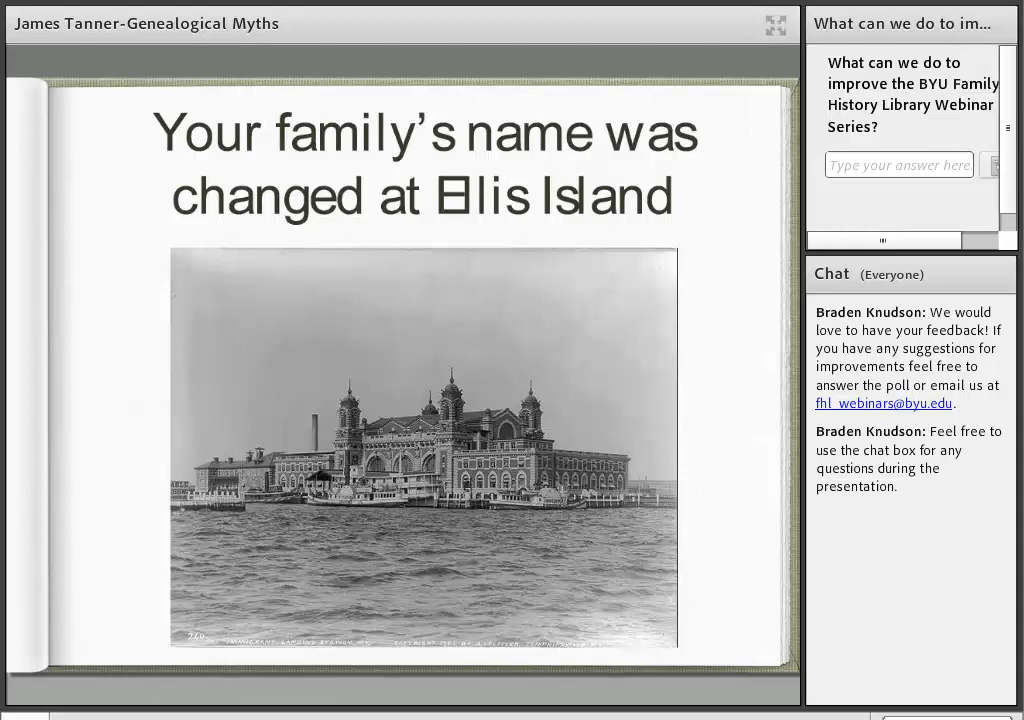 James Tanner-Genealogical Myths
Your family's name was
changed at Ellis Island
What can we do to im...
What can we do to
improve the BYU Family
History Library Webinar
Series?
Type your answer here
Chat (Everyone)
Braden Knudson: We would
love to have your feedback! If
you have any suggestions for
improvements feel free to
answer the poll or email us at
fhl_webinars@byu.edu.
Braden Knudson: Feel free to
use the chat box for any
questions during the
presentation.